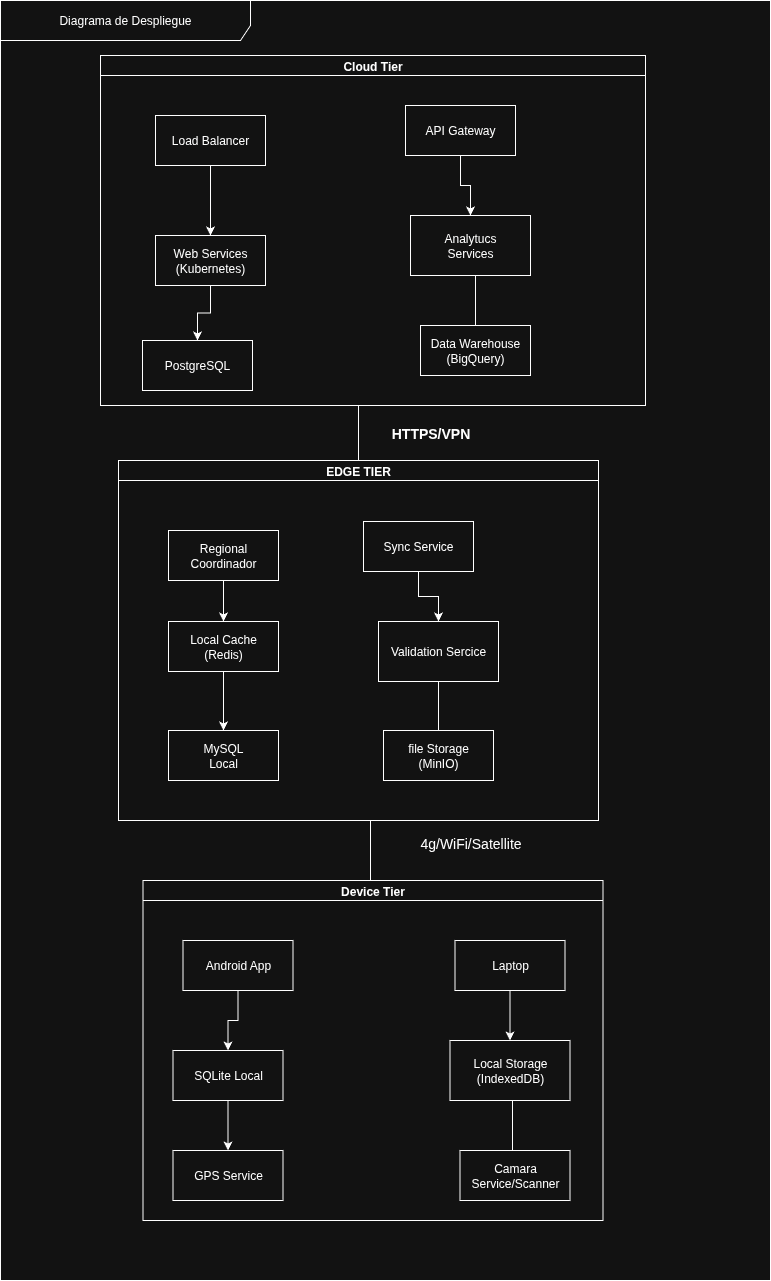 Diagrama de Despliegue
Cloud Tier
Load Balancer
API Gateway
Web Services
(Kubernetes)
Analytucs
Services
PostgreSQL
Data Warehouse
(BigQuery)
HTTPS/VPN
EDGE TIER
Regional
Coordinador
Sync Service
Local Cache
(Redis)
Validation Sercice
MySQL
Local
file Storage
(MinIO)
4g/WiFi/Satellite
Device Tier
Android App
Laptop
SQLite Local
Local Storage
(IndexedDB)
GPS Service
Camara
Service/Scanner